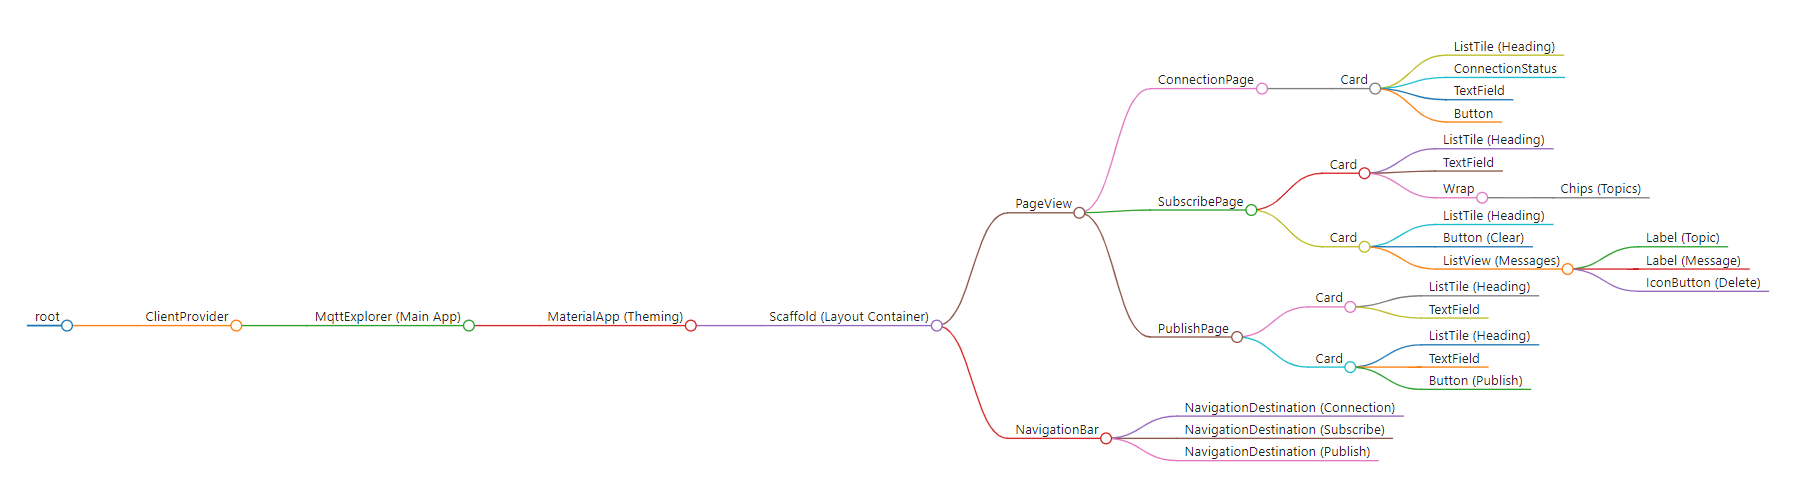 root
ClientProvider
MqttExplorer (Main App)
MaterialApp (Theming)
Scaffold (Layout Container)
PageView
ConnectionPage
Card
ListTile (Heading)
ConnectionStatus
TextField
Button
SubscribePage
Card
ListTile (Heading)
TextField
Wrap
Chips (Topics)
Card
ListTile (Heading)
Button (Clear)
ListView (Messages)
Label (Topic)
Label (Message)
IconButton (Delete)
PublishPage
Card
ListTile (Heading)
TextField
Card
ListTile (Heading)
TextField
Button (Publish)
NavigationBar
NavigationDestination (Connection)
NavigationDestination (Subscribe)
NavigationDestination (Publish)